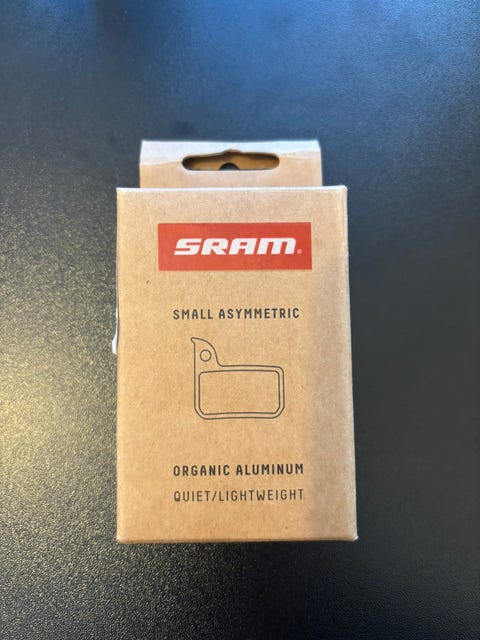 SRAM
SMALL ASYMMETRIC
ORGANIC ALUMINUM
QUIET/LIGHTWEIGHT